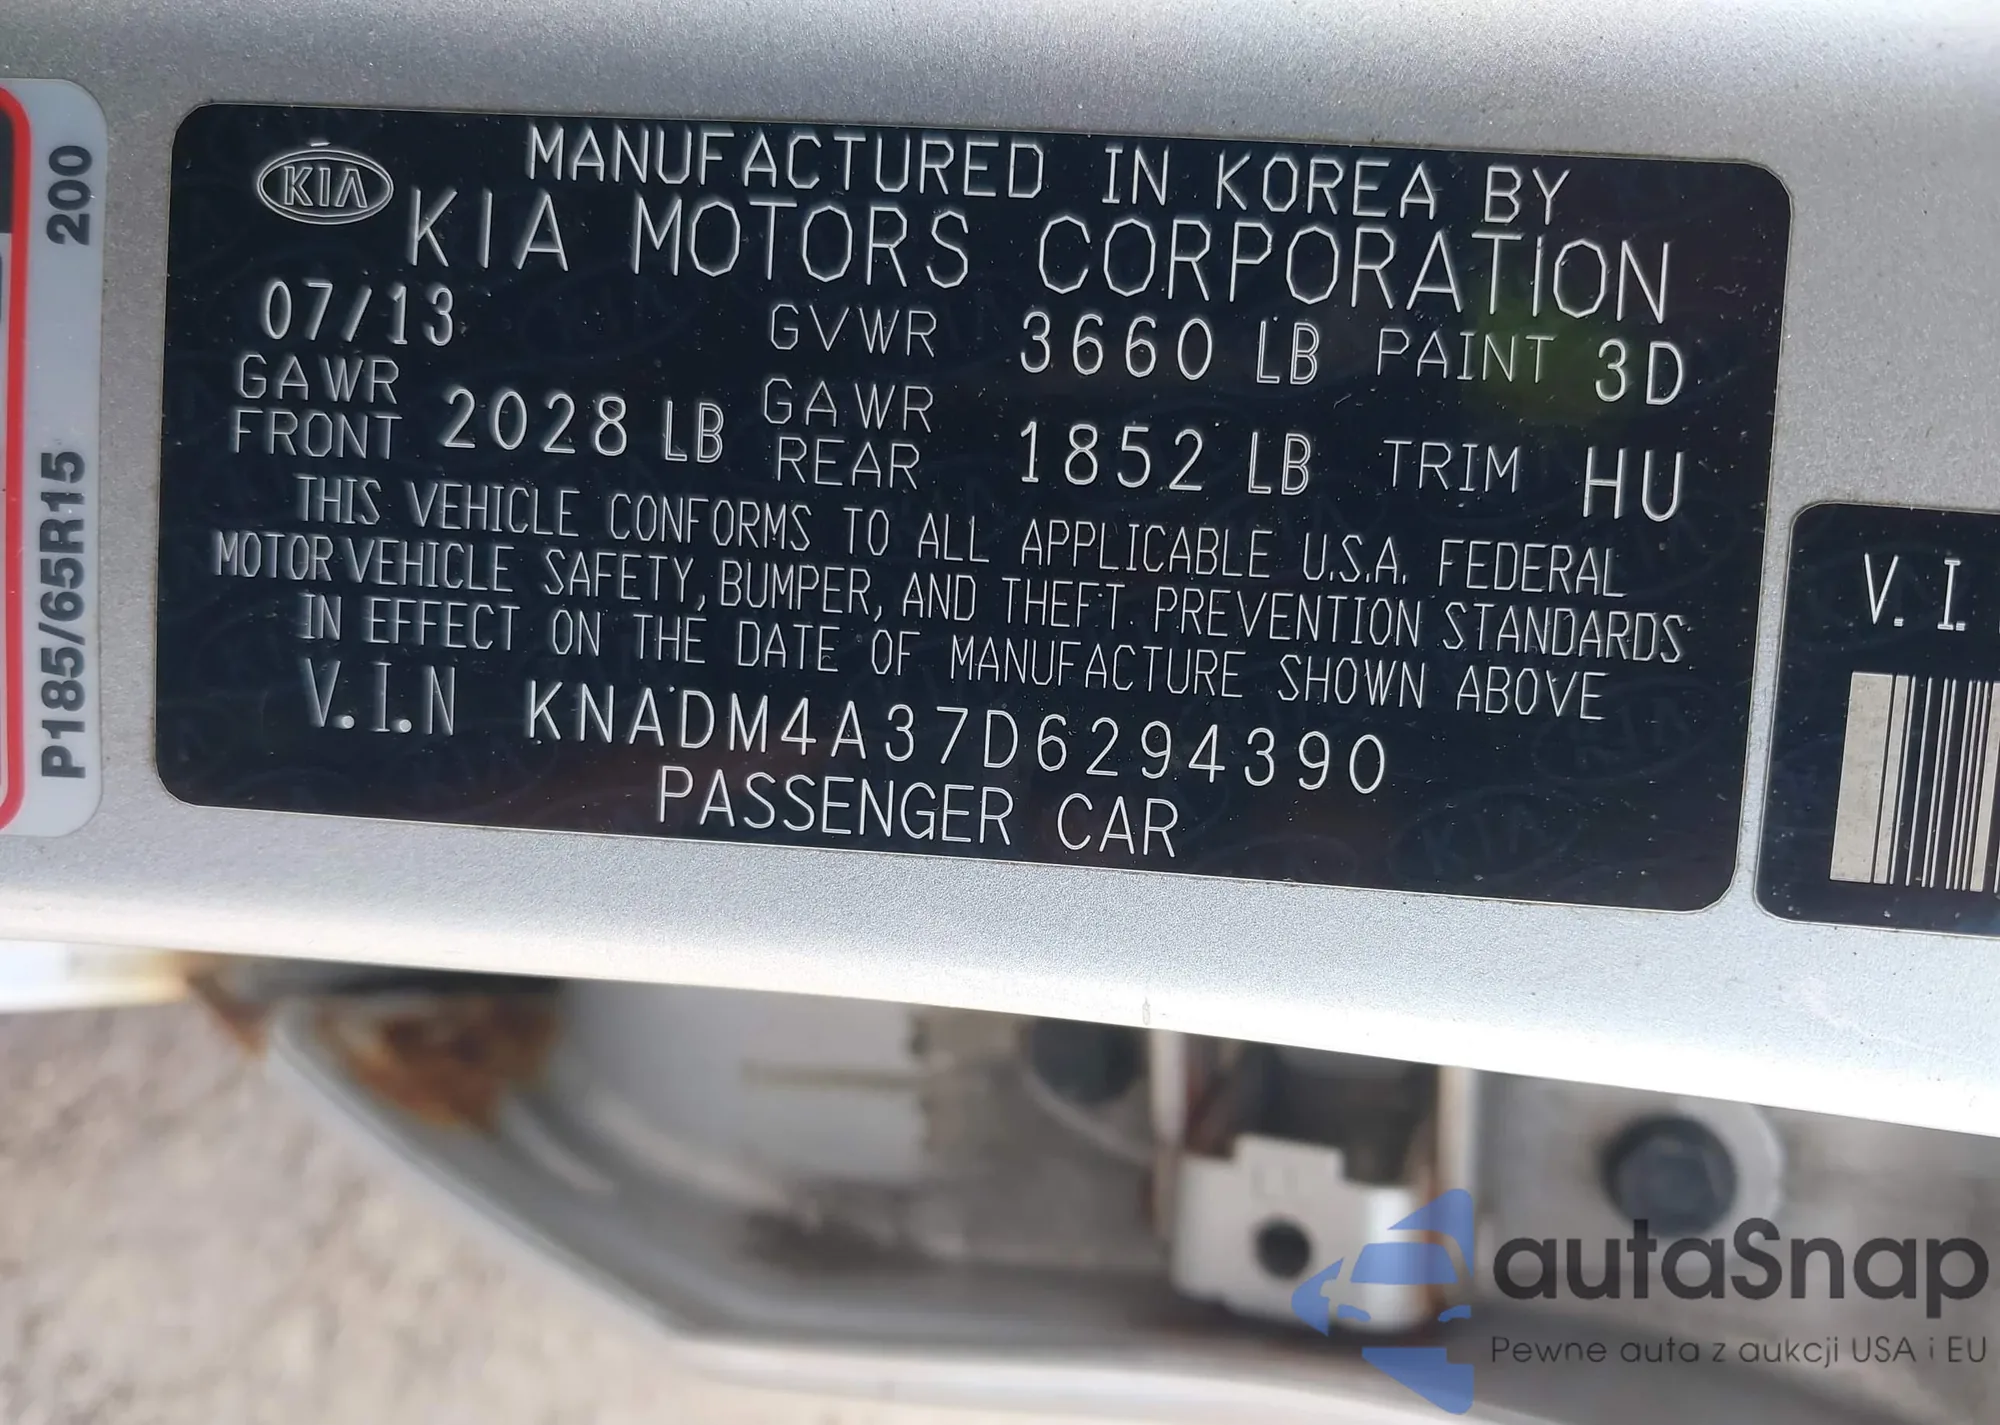 200
P185/65R15
KIA
MANUFACTURED IN KOREA BY
KIA MOTORS CORPORATION
07/13 GVWR 3660 LB PAINT 3D
GAWR FRONT 2028 LB GAWR REAR 1852 LB TRIM HU
THIS VEHICLE CONFORMS TO ALL APPLICABLE U.S.A. FEDERAL
MOTOR VEHICLE SAFETY, BUMPER, AND THEFT PREVENTION STANDARDS
IN EFFECT ON THE DATE OF MANUFACTURE SHOWN ABOVE
V.I.N KNADM4A37D6294390
PASSENGER CAR
V.I.
autaSnap
Pewne auta z aukcji USA i EU